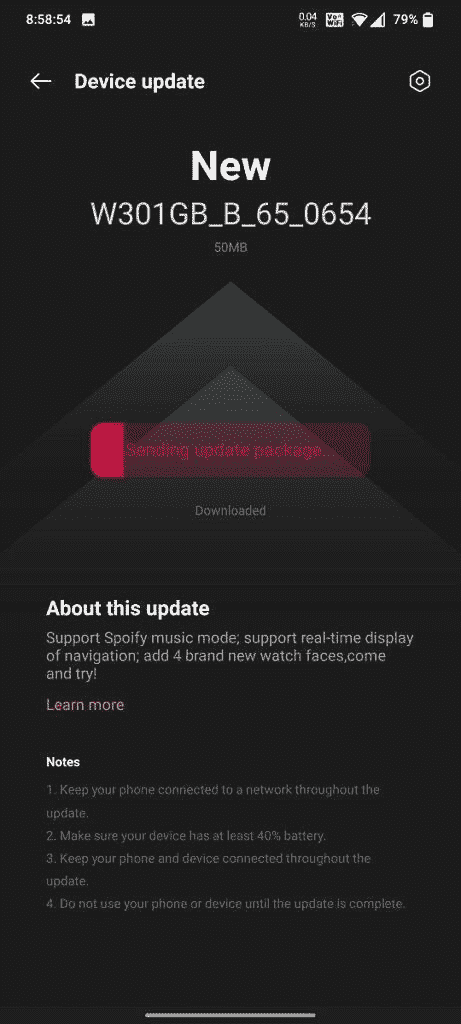 8:58:54 0.04 KB/S Vo WiFi 79%
Device update
New
W301GB_B_65_0654
50MB
Sending update package...
Downloaded
About this update
Support Spoify music mode; support real-time display
of navigation; add 4 brand new watch faces,come
and try!
Learn more
Notes
1. Keep your phone connected to a network throughout the
update.
2. Make sure your device has at least 40% battery.
3. Keep your phone and device connected throughout the
update.
4. Do not use your phone or device until the update is complete.